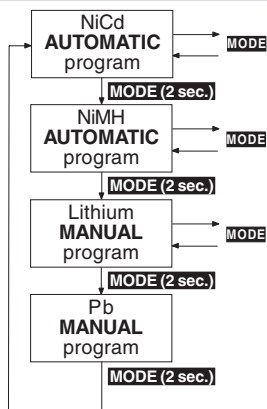 NiCd
AUTOMATIC
program
MODE
MODE (2 sec.)
NiMH
AUTOMATIC
program
MODE
MODE (2 sec.)
Lithium
MANUAL
program
MODE
MODE (2 sec.)
Pb
MANUAL
program
MODE (2 sec.)